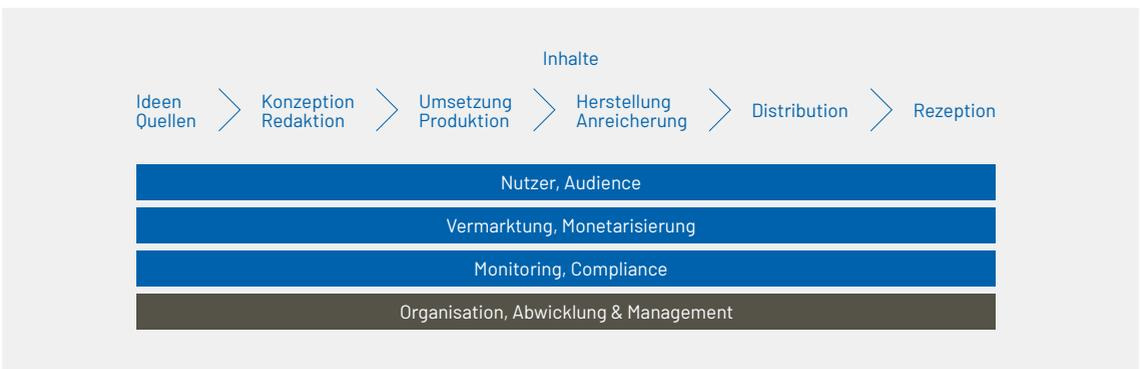 Inhalte
Ideen
Quellen
Konzeption
Redaktion
Umsetzung
Produktion
Herstellung
Anreicherung
Distribution
Rezeption
Nutzer, Audience
Vermarktung, Monetarisierung
Monitoring, Compliance
Organisation, Abwicklung & Management